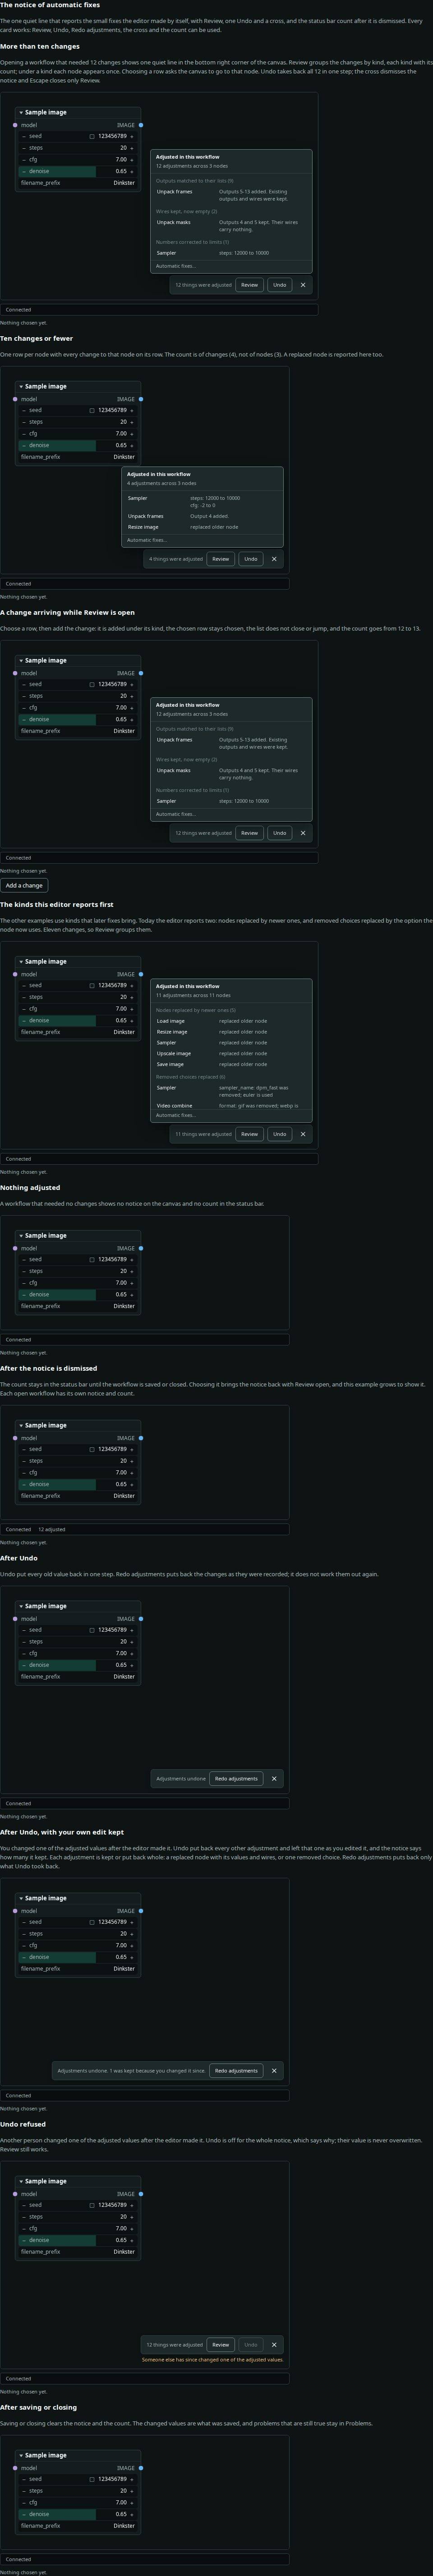 The notice of automatic fixes
The one quiet line that reports the small fixes the editor made by itself, with Review, one Undo and a cross, and the status bar count after it is dismissed. Every
card works: Review, Undo, Redo adjustments, the cross and the count can be used.
More than ten changes
Opening a workflow that needed 12 changes shows one quiet line in the bottom right corner of the canvas. Review groups the changes by kind, each kind with its
count; under a kind each node appears once. Choosing a row asks the canvas to go to that node. Undo takes back all 12 in one step; the cross dismisses the
notice and Escape closes only Review.
▾ Sample image
model IMAGE
– seed 123456789 +
– steps 20 +
– cfg 7.00 +
– denoise 0.65 +
filename_prefix Dinkster
Adjusted in this workflow
12 adjustments across 3 nodes
Outputs matched to their lists (9)
Unpack frames Outputs 5-13 added. Existing
outputs and wires were kept.
Wires kept, now empty (2)
Unpack masks Outputs 4 and 5 kept. Their wires
carry nothing.
Numbers corrected to limits (1)
Sampler steps: 12000 to 10000
Automatic fixes...
12 things were adjusted Review Undo ✕
Connected
Nothing chosen yet.
Ten changes or fewer
One row per node with every change to that node on its row. The count is of changes (4), not of nodes (3). A replaced node is reported here too.
▾ Sample image
model IMAGE
– seed 123456789 +
– steps 20 +
– cfg 7.00 +
– denoise 0.65 +
filename_prefix Dinkster
Adjusted in this workflow
4 adjustments across 3 nodes
Sampler steps: 12000 to 10000
cfg: -2 to 0
Unpack frames Output 4 added.
Resize image replaced older node
Automatic fixes...
4 things were adjusted Review Undo ✕
Connected
Nothing chosen yet.
A change arriving while Review is open
Choose a row, then add the change: it is added under its kind, the chosen row stays chosen, the list does not close or jump, and the count goes from 12 to 13.
▾ Sample image
model IMAGE
– seed 123456789 +
– steps 20 +
– cfg 7.00 +
– denoise 0.65 +
filename_prefix Dinkster
Adjusted in this workflow
12 adjustments across 3 nodes
Outputs matched to their lists (9)
Unpack frames Outputs 5-13 added. Existing
outputs and wires were kept.
Wires kept, now empty (2)
Unpack masks Outputs 4 and 5 kept. Their wires
carry nothing.
Numbers corrected to limits (1)
Sampler steps: 12000 to 10000
Automatic fixes...
12 things were adjusted Review Undo ✕
Connected
Nothing chosen yet.
Add a change
The kinds this editor reports first
The other examples use kinds that later fixes bring. Today the editor reports two: nodes replaced by newer ones, and removed choices replaced by the option the
node now uses. Eleven changes, so Review groups them.
▾ Sample image
model IMAGE
– seed 123456789 +
– steps 20 +
– cfg 7.00 +
– denoise 0.65 +
filename_prefix Dinkster
Adjusted in this workflow
11 adjustments across 11 nodes
Nodes replaced by newer ones (5)
Load image replaced older node
Resize image replaced older node
Sampler replaced older node
Upscale image replaced older node
Save image replaced older node
Removed choices replaced (6)
Sampler sampler_name: dpm_fast was
removed; euler is used
Video combine format: gif was removed; webp is
Automatic fixes...
11 things were adjusted Review Undo ✕
Connected
Nothing chosen yet.
Nothing adjusted
A workflow that needed no changes shows no notice on the canvas and no count in the status bar.
▾ Sample image
model IMAGE
– seed 123456789 +
– steps 20 +
– cfg 7.00 +
– denoise 0.65 +
filename_prefix Dinkster
Connected
Nothing chosen yet.
After the notice is dismissed
The count stays in the status bar until the workflow is saved or closed. Choosing it brings the notice back with Review open, and this example grows to show it.
Each open workflow has its own notice and count.
▾ Sample image
model IMAGE
– seed 123456789 +
– steps 20 +
– cfg 7.00 +
– denoise 0.65 +
filename_prefix Dinkster
Connected 12 adjusted
Nothing chosen yet.
After Undo
Undo put every old value back in one step. Redo adjustments puts back the changes as they were recorded; it does not work them out again.
▾ Sample image
model IMAGE
– seed 123456789 +
– steps 20 +
– cfg 7.00 +
– denoise 0.65 +
filename_prefix Dinkster
Adjustments undone Redo adjustments ✕
Connected
Nothing chosen yet.
After Undo, with your own edit kept
You changed one of the adjusted values after the editor made it. Undo put back every other adjustment and left that one as you edited it, and the notice says
how many it kept. Each adjustment is kept or put back whole: a replaced node with its values and wires, or one removed choice. Redo adjustments puts back only
what Undo took back.
▾ Sample image
model IMAGE
– seed 123456789 +
– steps 20 +
– cfg 7.00 +
– denoise 0.65 +
filename_prefix Dinkster
Adjustments undone. 1 was kept because you changed it since. Redo adjustments ✕
Connected
Nothing chosen yet.
Undo refused
Another person changed one of the adjusted values after the editor made it. Undo is off for the whole notice, which says why; their value is never overwritten.
Review still works.
▾ Sample image
model IMAGE
– seed 123456789 +
– steps 20 +
– cfg 7.00 +
– denoise 0.65 +
filename_prefix Dinkster
12 things were adjusted Review Undo ✕
Someone else has since changed one of the adjusted values.
Connected
Nothing chosen yet.
After saving or closing
Saving or closing clears the notice and the count. The changed values are what was saved, and problems that are still true stay in Problems.
▾ Sample image
model IMAGE
– seed 123456789 +
– steps 20 +
– cfg 7.00 +
– denoise 0.65 +
filename_prefix Dinkster
Connected
Nothing chosen yet.